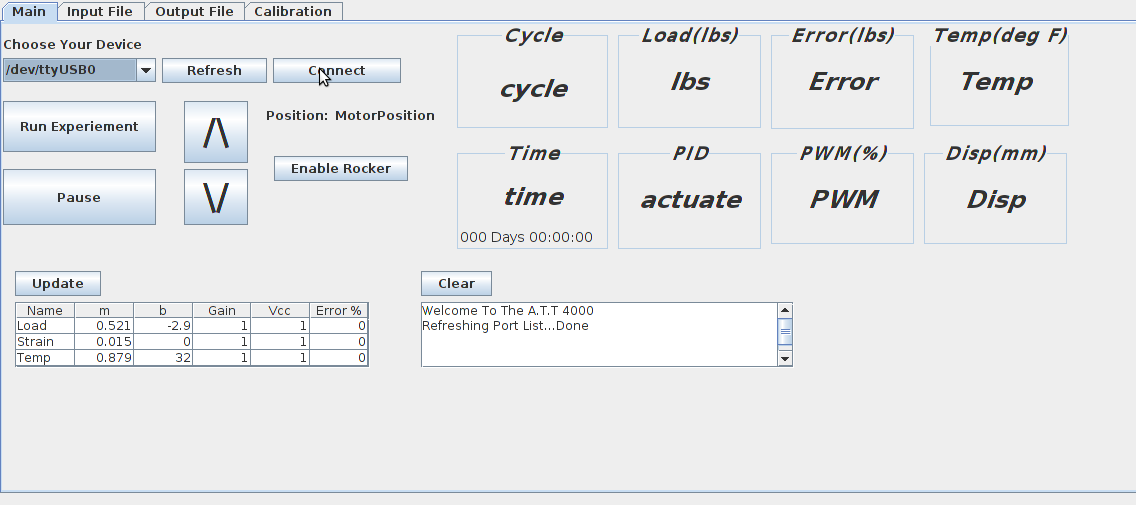 Main Input File Output File Calibration
Choose Your Device
/dev/ttyUSB0 Refresh Connect
Run Experiement
Pause
/\
\/
Position: MotorPosition
Enable Rocker
Cycle
cycle
Load(lbs)
lbs
Error(lbs)
Error
Temp(deg F)
Temp
Time
time
000 Days 00:00:00
PID
actuate
PWM(%)
PWM
Disp(mm)
Disp
Update
Name m b Gain Vcc Error %
Load 0.521 -2.9 1 1 0
Strain 0.015 0 1 1 0
Temp 0.879 32 1 1 0
Clear
Welcome To The A.T.T 4000
Refreshing Port List...Done